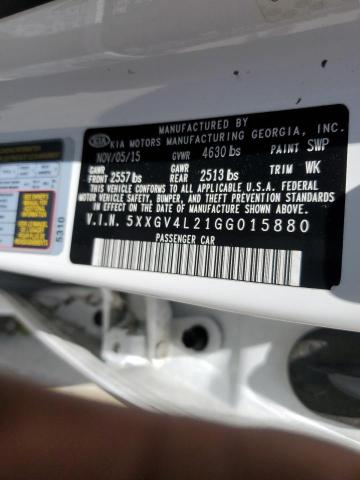 MANUFACTURED BY
KIA KIA MOTORS MANUFACTURING GEORGIA, INC.
NOV/05/15 GVWR 4630 lbs PAINT SWP
GAWR FRONT 2557 lbs GAWR REAR 2513 lbs TRIM WK
THIS VEHICLE CONFORMS TO ALL APPLICABLE U.S.A. FEDERAL
MOTOR VEHICLE SAFETY, BUMPER, AND THEFT PREVENTION STANDARDS
IN EFFECT ON THE DATE OF MANUFACTURE SHOWN ABOVE.
V.I.N. 5XXGV4L21GG015880
PASSENGER CAR
5310